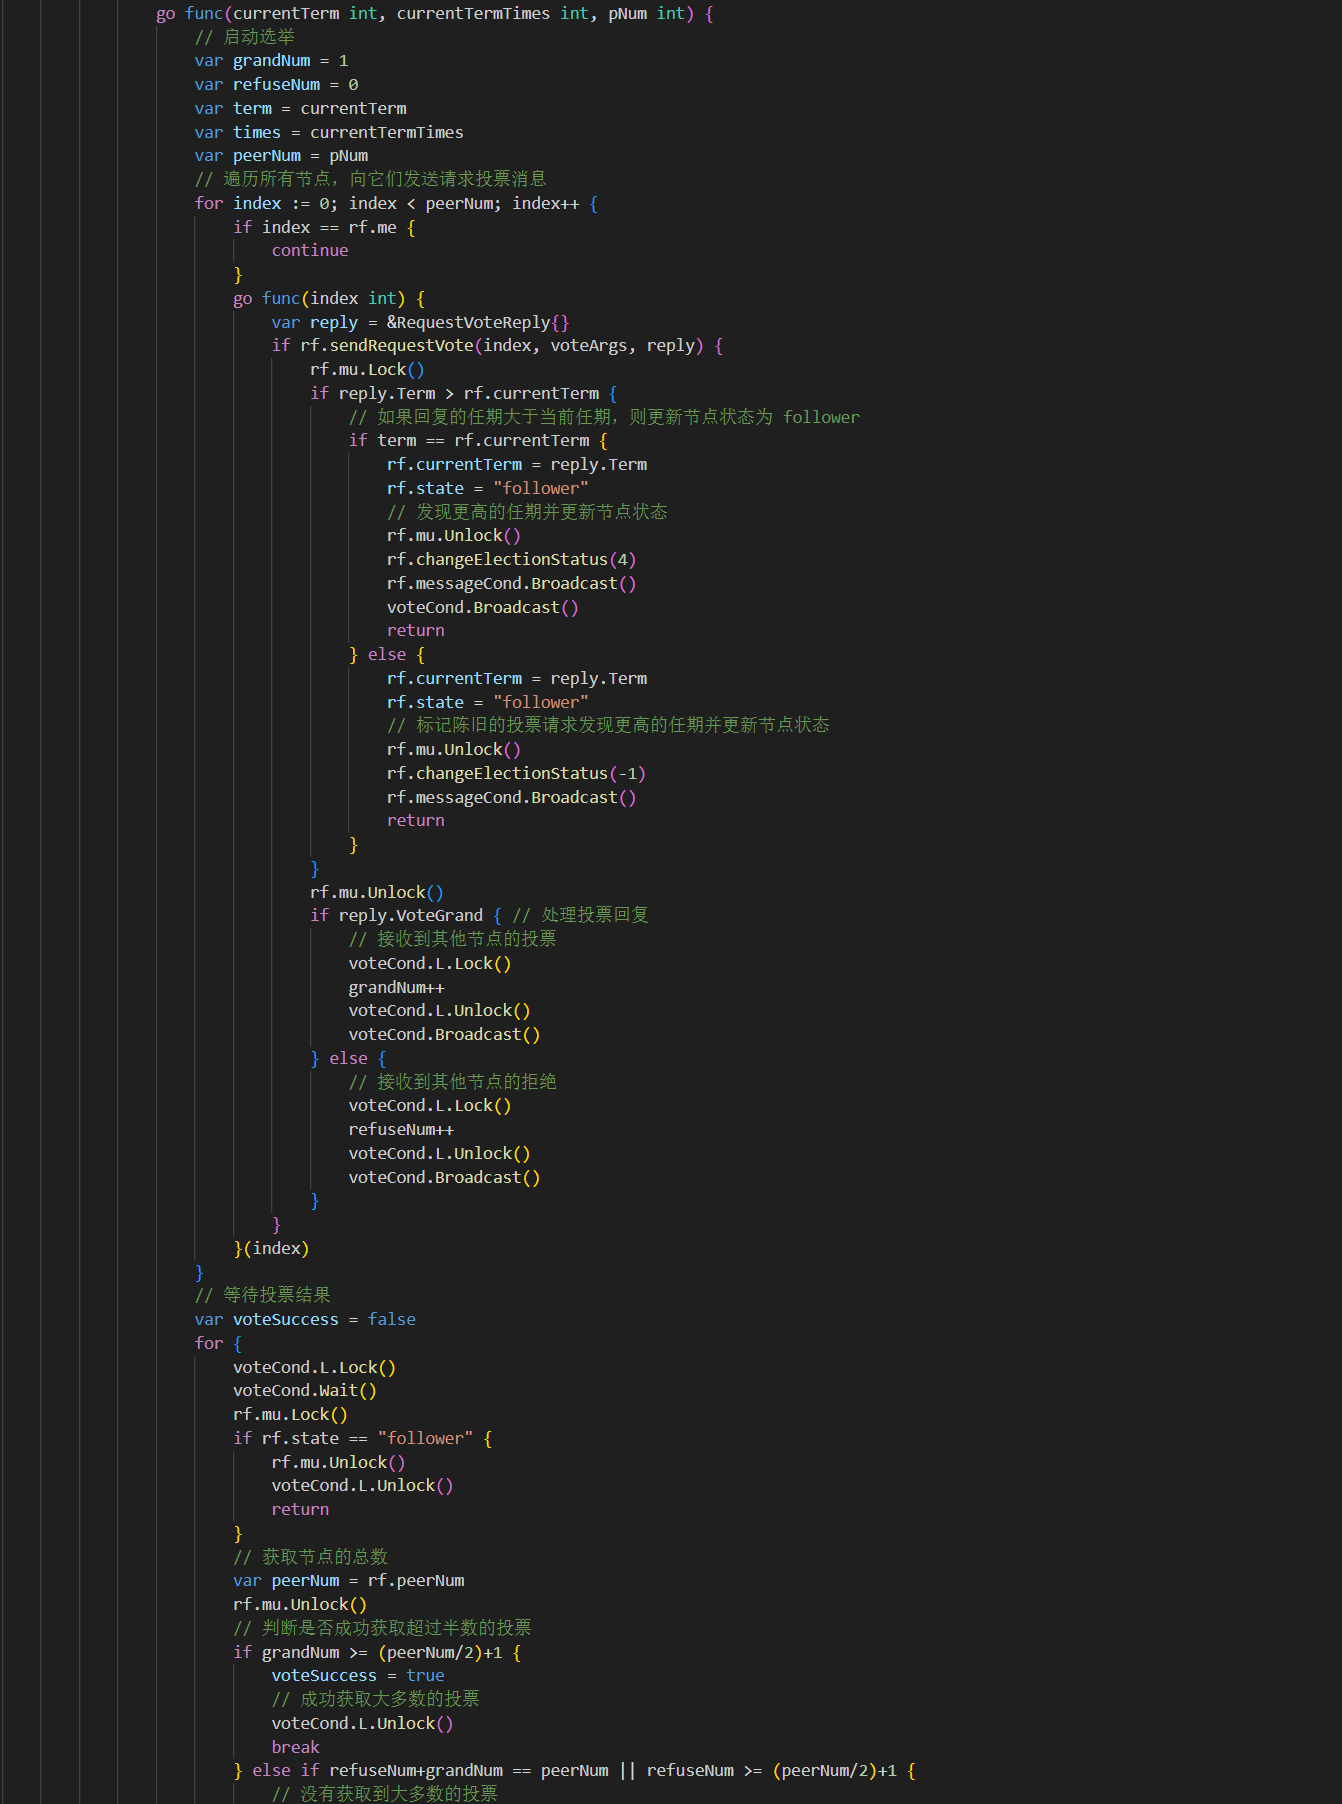 go func(currentTerm int, currentTermTimes int, pNum int) {
// 启动选举
var grandNum = 1
var refuseNum = 0
var term = currentTerm
var times = currentTermTimes
var peerNum = pNum
// 遍历所有节点，向它们发送请求投票消息
for index := 0; index < peerNum; index++ {
if index == rf.me {
continue
}
go func(index int) {
var reply = &RequestVoteReply{}
if rf.sendRequestVote(index, voteArgs, reply) {
rf.mu.Lock()
if reply.Term > rf.currentTerm {
// 如果回复的任期大于当前任期，则更新节点状态为 follower
if term == rf.currentTerm {
rf.currentTerm = reply.Term
rf.state = "follower"
// 发现更高的任期并更新节点状态
rf.mu.Unlock()
rf.changeElectionStatus(4)
rf.messageCond.Broadcast()
voteCond.Broadcast()
return
} else {
rf.currentTerm = reply.Term
rf.state = "follower"
// 标记陈旧的投票请求发现更高的任期并更新节点状态
rf.mu.Unlock()
rf.changeElectionStatus(-1)
rf.messageCond.Broadcast()
return
}
}
rf.mu.Unlock()
if reply.VoteGrand { // 处理投票回复
// 接收到其他节点的投票
voteCond.L.Lock()
grandNum++
voteCond.L.Unlock()
voteCond.Broadcast()
} else {
// 接收到其他节点的拒绝
voteCond.L.Lock()
refuseNum++
voteCond.L.Unlock()
voteCond.Broadcast()
}
}
}(index)
}
// 等待投票结果
var voteSuccess = false
for {
voteCond.L.Lock()
voteCond.Wait()
rf.mu.Lock()
if rf.state == "follower" {
rf.mu.Unlock()
voteCond.L.Unlock()
return
}
// 获取节点的总数
var peerNum = rf.peerNum
rf.mu.Unlock()
// 判断是否成功获取超过半数的投票
if grandNum >= (peerNum/2)+1 {
voteSuccess = true
// 成功获取大多数的投票
voteCond.L.Unlock()
break
} else if refuseNum+grandNum == peerNum || refuseNum >= (peerNum/2)+1 {
// 没有获取到大多数的投票